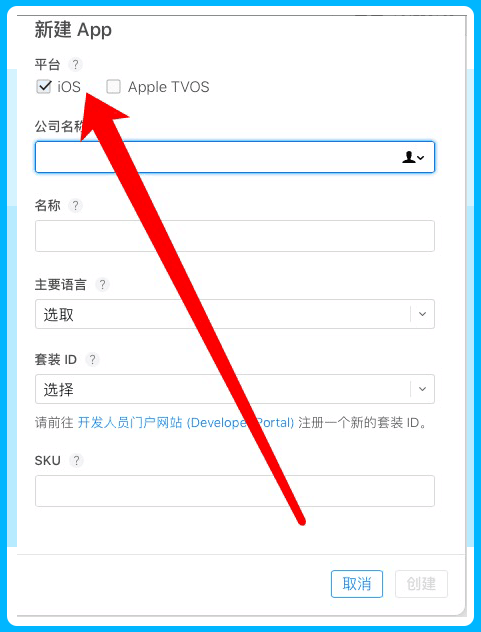 新建 App
平台 ?
iOS Apple TVOS
公司名称
名称 ?
主要语言 ?
选取
套装 ID ?
选择
请前往 开发人员门户网站 (Developer Portal) 注册一个新的套装 ID。
SKU ?
取消 创建